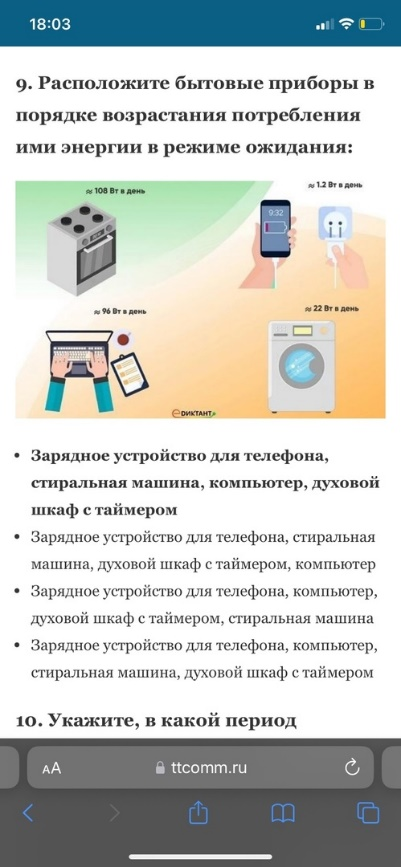 18:03
9. Расположите бытовые приборы в
порядке возрастания потребления
ими энергии в режиме ожидания:
≈ 108 Вт в день
≈ 1.2 Вт в день
9:32
≈ 96 Вт в день
≈ 22 Вт в день
eДИКТАНТ
• Зарядное устройство для телефона,
стиральная машина, компьютер, духовой
шкаф с таймером
• Зарядное устройство для телефона, стиральная
машина, духовой шкаф с таймером, компьютер
• Зарядное устройство для телефона, компьютер,
духовой шкаф с таймером, стиральная машина
• Зарядное устройство для телефона, компьютер,
стиральная машина, духовой шкаф с таймером
10. Укажите, в какой период
AA ttcomm.ru